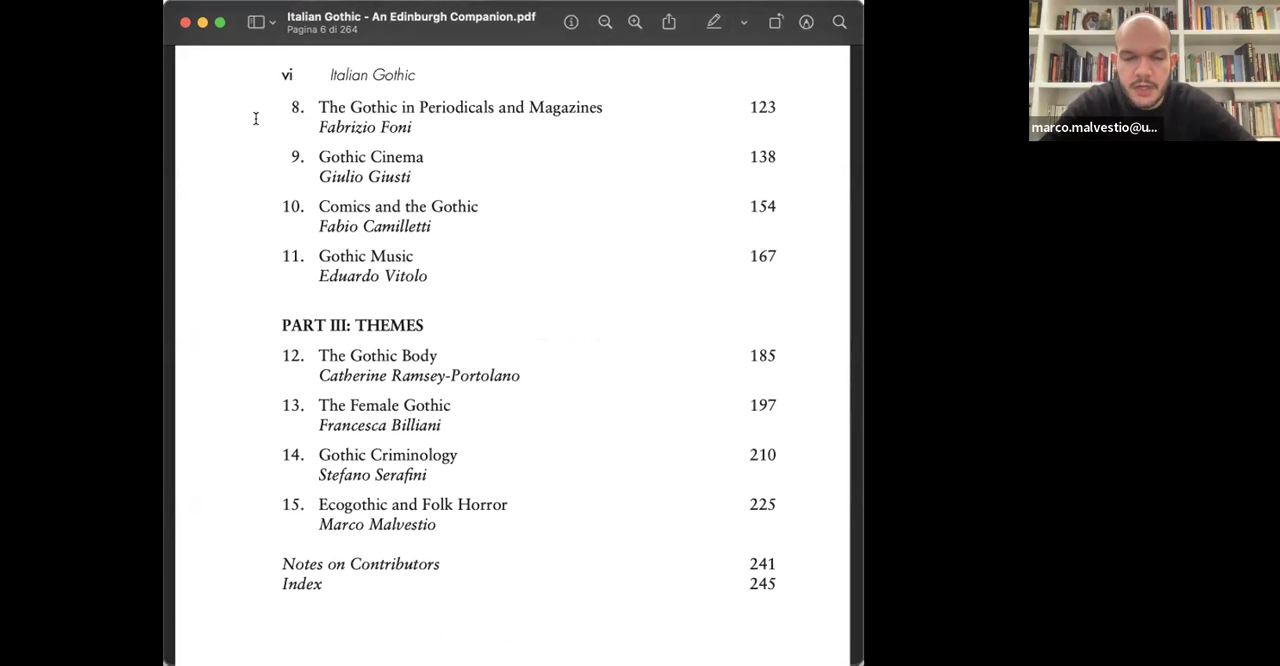 Italian Gothic - An Edinburgh Companion.pdf
Pagina 6 di 264
vi Italian Gothic
8. The Gothic in Periodicals and Magazines 123
Fabrizio Foni
9. Gothic Cinema 138
Giulio Giusti
10. Comics and the Gothic 154
Fabio Camilletti
11. Gothic Music 167
Eduardo Vitolo
PART III: THEMES
12. The Gothic Body 185
Catherine Ramsey-Portolano
13. The Female Gothic 197
Francesca Billiani
14. Gothic Criminology 210
Stefano Serafini
15. Ecogothic and Folk Horror 225
Marco Malvestio
Notes on Contributors 241
Index 245
marco.malvestio@u...